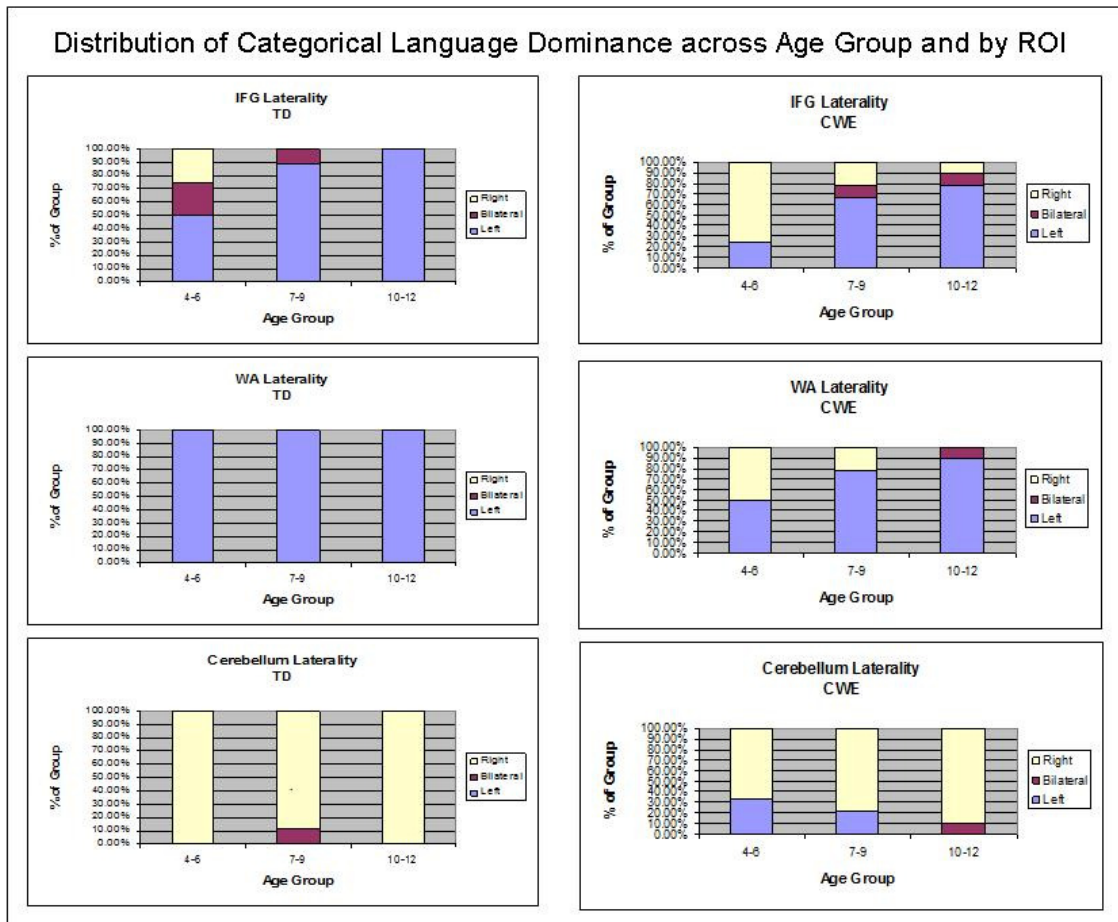 Distribution of Categorical Language Dominance across Age Group and by ROI
IFG Laterality
TD
% of Group
100.00%
90.00%
80.00%
70.00%
60.00%
50.00%
40.00%
30.00%
20.00%
10.00%
0.00%
4-6 7-9 10-12
Age Group
Right
Bilateral
Left
IFG Laterality
CWE
% of Group
100.00%
90.00%
80.00%
70.00%
60.00%
50.00%
40.00%
30.00%
20.00%
10.00%
0.00%
4-6 7-9 10-12
Age Group
Right
Bilateral
Left
WA Laterality
TD
% of Group
100.00%
90.00%
80.00%
70.00%
60.00%
50.00%
40.00%
30.00%
20.00%
10.00%
0.00%
4-6 7-9 10-12
Age Group
Right
Bilateral
Left
WA Laterality
CWE
% of Group
100.00%
90.00%
80.00%
70.00%
60.00%
50.00%
40.00%
30.00%
20.00%
10.00%
0.00%
4-6 7-9 10-12
Age Group
Right
Bilateral
Left
Cerebellum Laterality
TD
% of Group
100.00%
90.00%
80.00%
70.00%
60.00%
50.00%
40.00%
30.00%
20.00%
10.00%
0.00%
4-6 7-9 10-12
Age Group
Right
Bilateral
Left
Cerebellum Laterality
CWE
% of Group
100.00%
90.00%
80.00%
70.00%
60.00%
50.00%
40.00%
30.00%
20.00%
10.00%
0.00%
4-6 7-9 10-12
Age Group
Right
Bilateral
Left